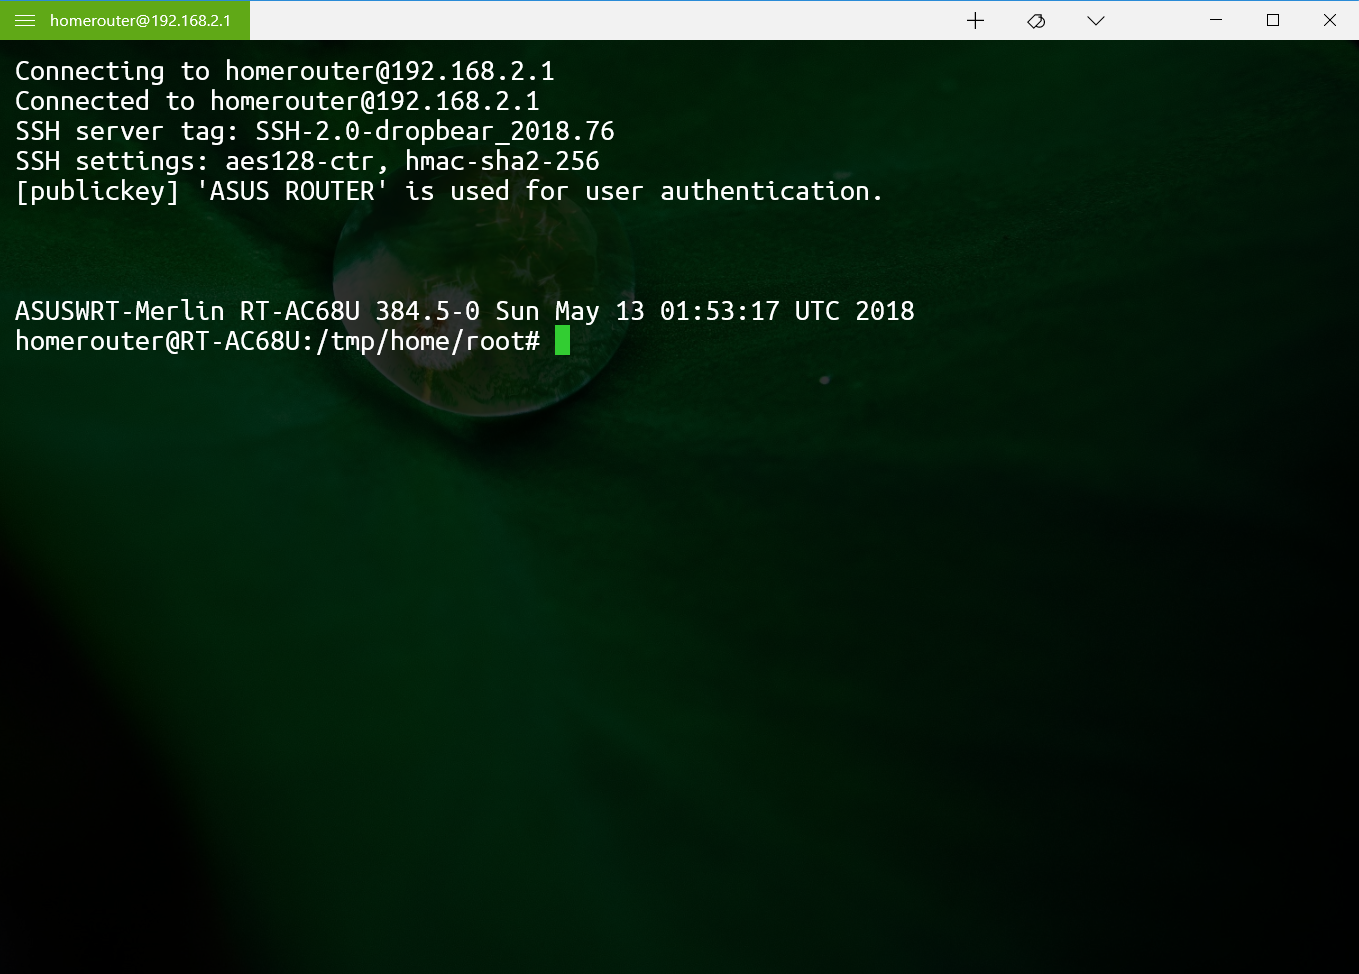 homerouter@192.168.2.1
Connecting to homerouter@192.168.2.1
Connected to homerouter@192.168.2.1
SSH server tag: SSH-2.0-dropbear_2018.76
SSH settings: aes128-ctr, hmac-sha2-256
[publickey] 'ASUS ROUTER' is used for user authentication.
ASUSWRT-Merlin RT-AC68U 384.5-0 Sun May 13 01:53:17 UTC 2018
homerouter@RT-AC68U:/tmp/home/root#